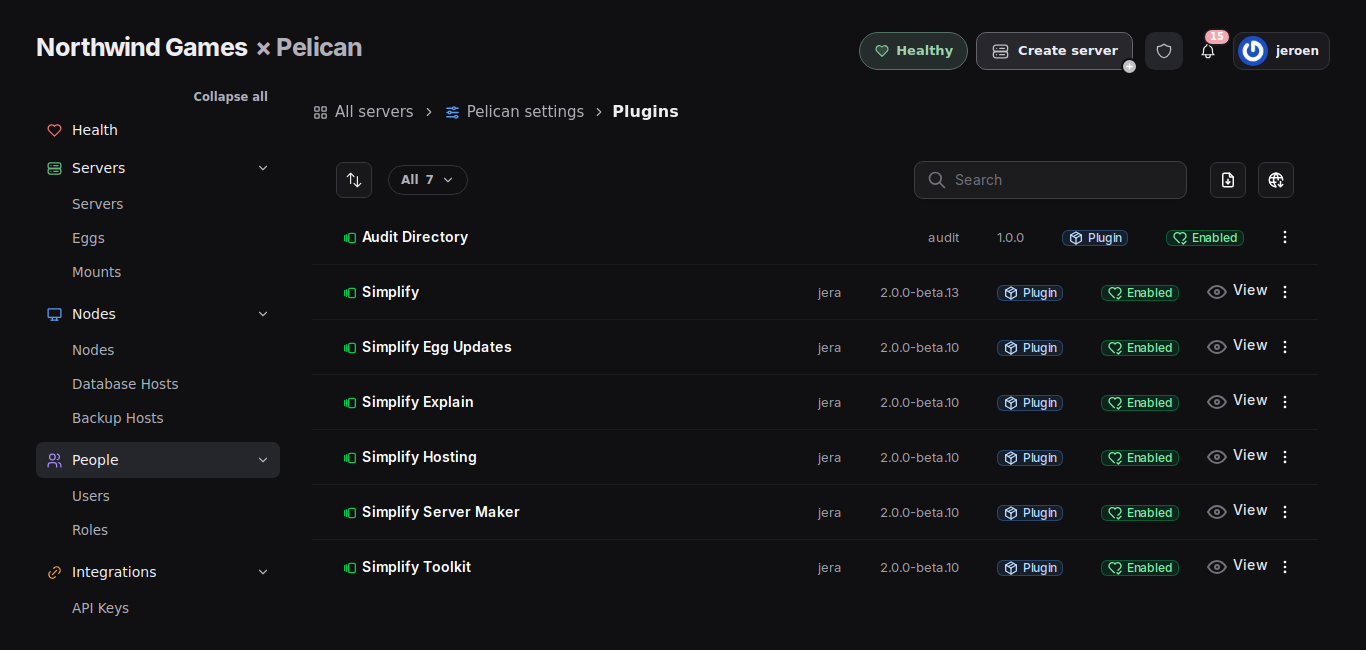 Northwind Games × Pelican
Healthy
Create server
15
jeroen
Collapse all
Health
Servers
Servers
Eggs
Mounts
Nodes
Nodes
Database Hosts
Backup Hosts
People
Users
Roles
Integrations
API Keys
All servers > Pelican settings > Plugins
All 7
Search
Audit Directory audit 1.0.0 Plugin Enabled
Simplify jera 2.0.0-beta.13 Plugin Enabled View
Simplify Egg Updates jera 2.0.0-beta.10 Plugin Enabled View
Simplify Explain jera 2.0.0-beta.10 Plugin Enabled View
Simplify Hosting jera 2.0.0-beta.10 Plugin Enabled View
Simplify Server Maker jera 2.0.0-beta.10 Plugin Enabled View
Simplify Toolkit jera 2.0.0-beta.10 Plugin Enabled View